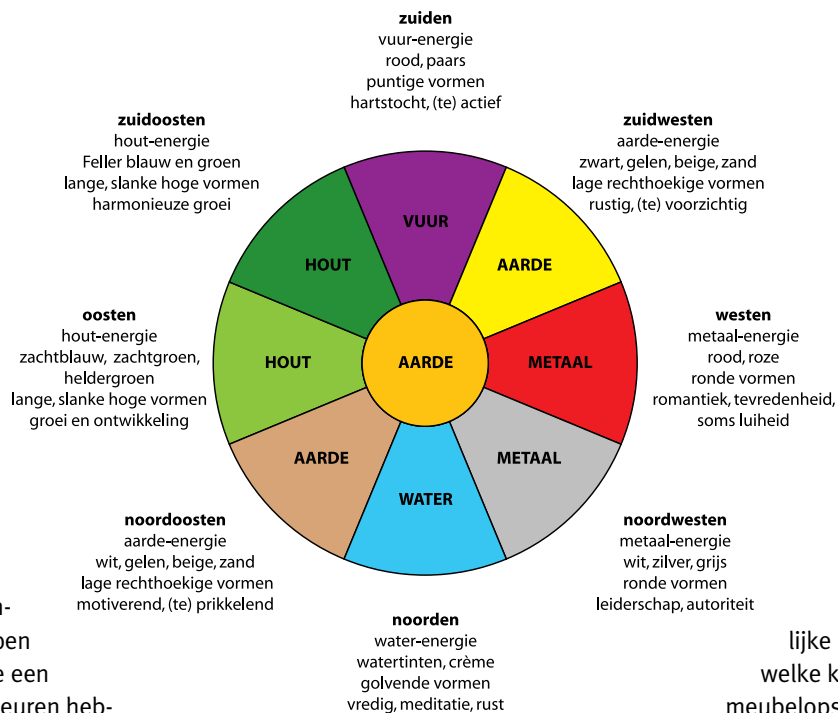 zuiden
vuur-energie
rood, paars
puntige vormen
hartstocht, (te) actief
zuidoosten
hout-energie
Feller blauw en groen
lange, slanke hoge vormen
harmonieuze groei
zuidwesten
aarde-energie
zwart, gelen, beige, zand
lage rechthoekige vormen
rustig, (te) voorzichtig
VUUR
HOUT
AARDE
oosten
hout-energie
zachtblauw, zachtgroen,
heldergroen
lange, slanke hoge vormen
groei en ontwikkeling
HOUT
AARDE
METAAL
westen
metaal-energie
rood, roze
ronde vormen
romantiek, tevredenheid,
soms luiheid
AARDE
WATER
METAAL
noordoosten
aarde-energie
wit, gelen, beige, zand
lage rechthoekige vormen
motiverend, (te) prikkelend
noordwesten
metaal-energie
wit, zilver, grijs
ronde vormen
leiderschap, autoriteit
noorden
water-energie
watertinten, crème
golvende vormen
vredig, meditatie, rust
een
heb-
lijke
welke